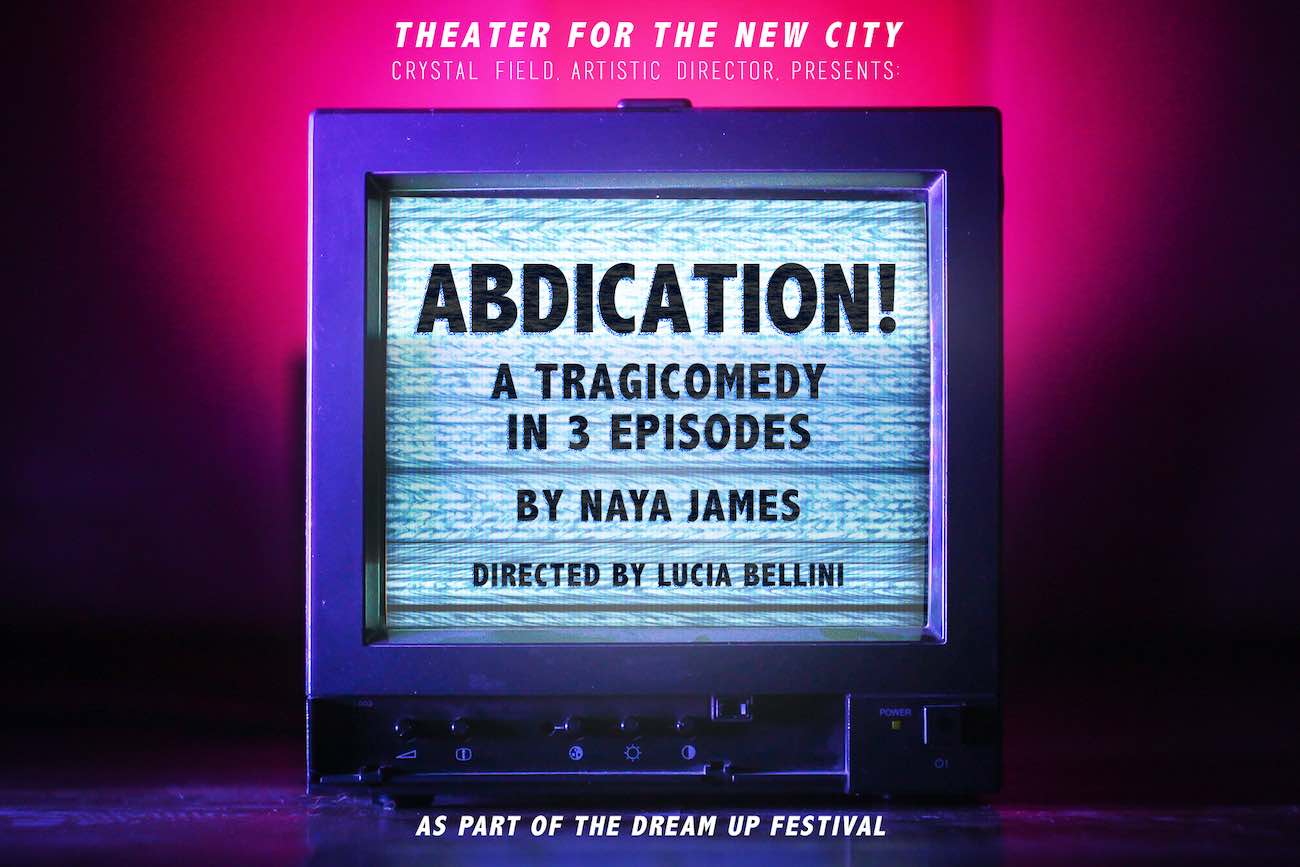 THEATER FOR THE NEW CITY
CRYSTAL FIELD, ARTISTIC DIRECTOR, PRESENTS:
ABDICATION!
A TRAGICOMEDY
IN 3 EPISODES
BY NAYA JAMES
DIRECTED BY LUCIA BELLINI
POWER
AS PART OF THE DREAM UP FESTIVAL